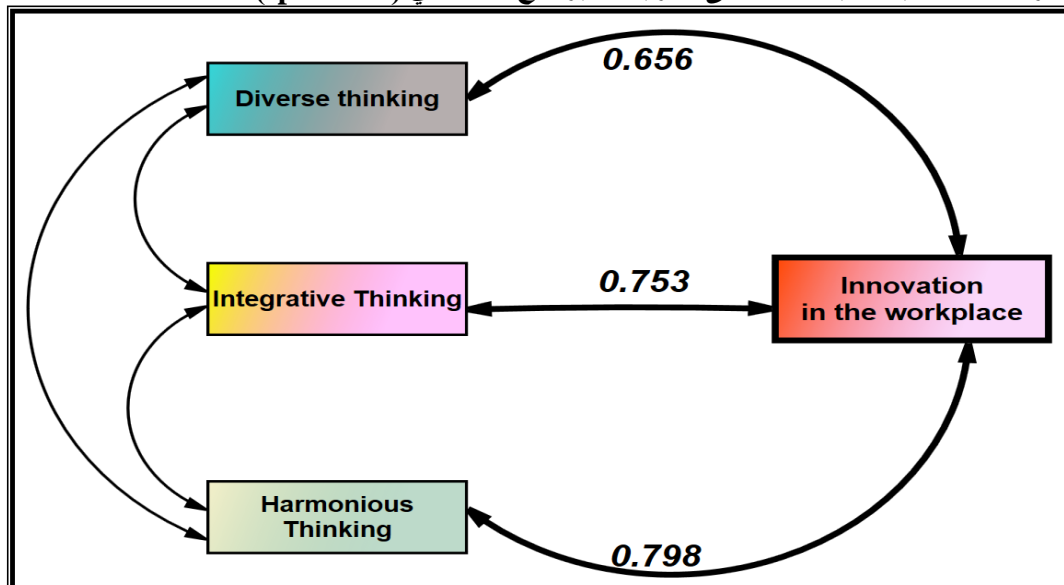 0.656
Diverse thinking
0.753
Integrative Thinking
Innovation
in the workplace
Harmonious
Thinking
0.798